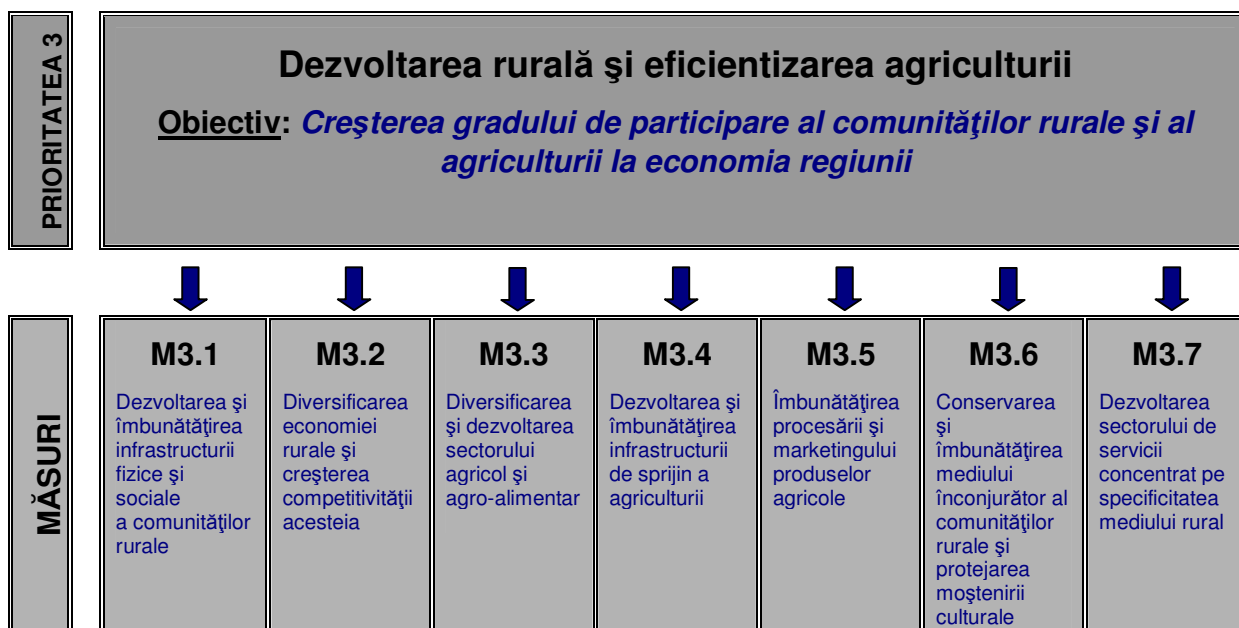 PRIORITATEA 3
Dezvoltarea rurală şi eficientizarea agriculturii
Obiectiv: Creşterea gradului de participare al comunităţilor rurale şi al
agriculturii la economia regiunii
MĂSURI
M3.1
Dezvoltarea şi
îmbunătăţirea
infrastructurii
fizice şi
sociale
a comunităţilor
rurale
M3.2
Diversificarea
economiei
rurale şi
creşterea
competitivităţii
acesteia
M3.3
Diversificarea
şi dezvoltarea
sectorului
agricol şi
agro-alimentar
M3.4
Dezvoltarea şi
îmbunătăţirea
infrastructurii
de sprijin a
agriculturii
M3.5
Îmbunătăţirea
procesării şi
marketingului
produselor
agricole
M3.6
Conservarea
şi
îmbunătăţirea
mediului
înconjurător al
comunităţilor
rurale şi
protejarea
moştenirii
culturale
M3.7
Dezvoltarea
sectorului de
servicii
concentrat pe
specificitatea
mediului rural